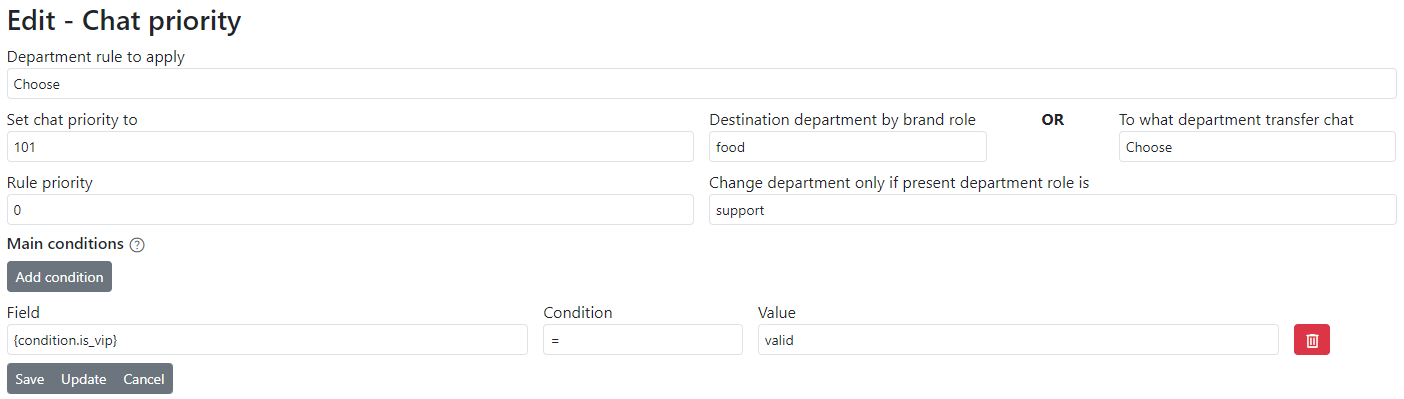 Edit - Chat priority
Department rule to apply
Choose
Set chat priority to
Destination department by brand role
OR
To what department transfer chat
101
food
Choose
Rule priority
Change department only if present department role is
0
support
Main conditions ?
Add condition
Field
Condition
Value
{condition.is_vip}
=
valid
Save
Update
Cancel